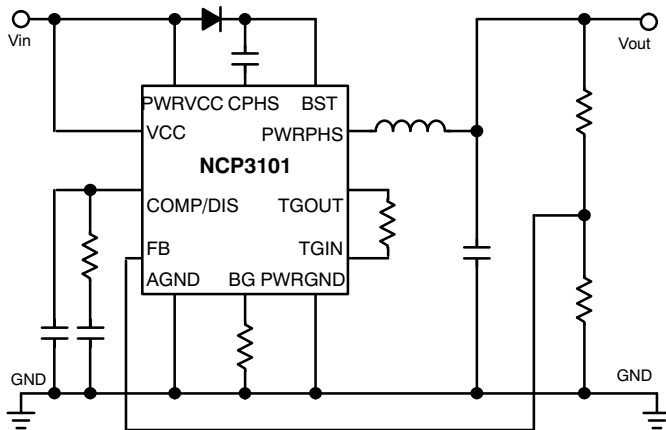 Vin
Vout
PWRVCC CPHS BST
VCC PWRPHS
NCP3101
COMP/DIS TGOUT
FB TGIN
AGND BG PWRGND
GND GND